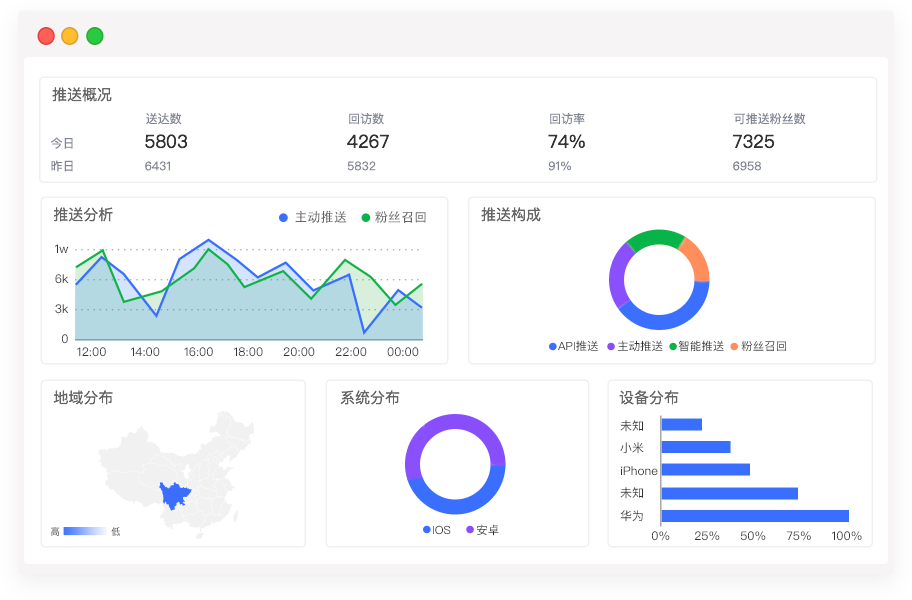 推送概况
送达数 回访数 回访率 可推送粉丝数
今日 5803 4267 74% 7325
昨日 6431 5832 91% 6958
推送分析
主动推送 粉丝召回
1w
6k
3k
0
12:00 14:00 16:00 18:00 20:00 22:00 00:00
推送构成
API推送 主动推送 智能推送 粉丝召回
地域分布
高 低
系统分布
IOS 安卓
设备分布
未知
小米
iPhone
未知
华为
0% 25% 50% 75% 100%